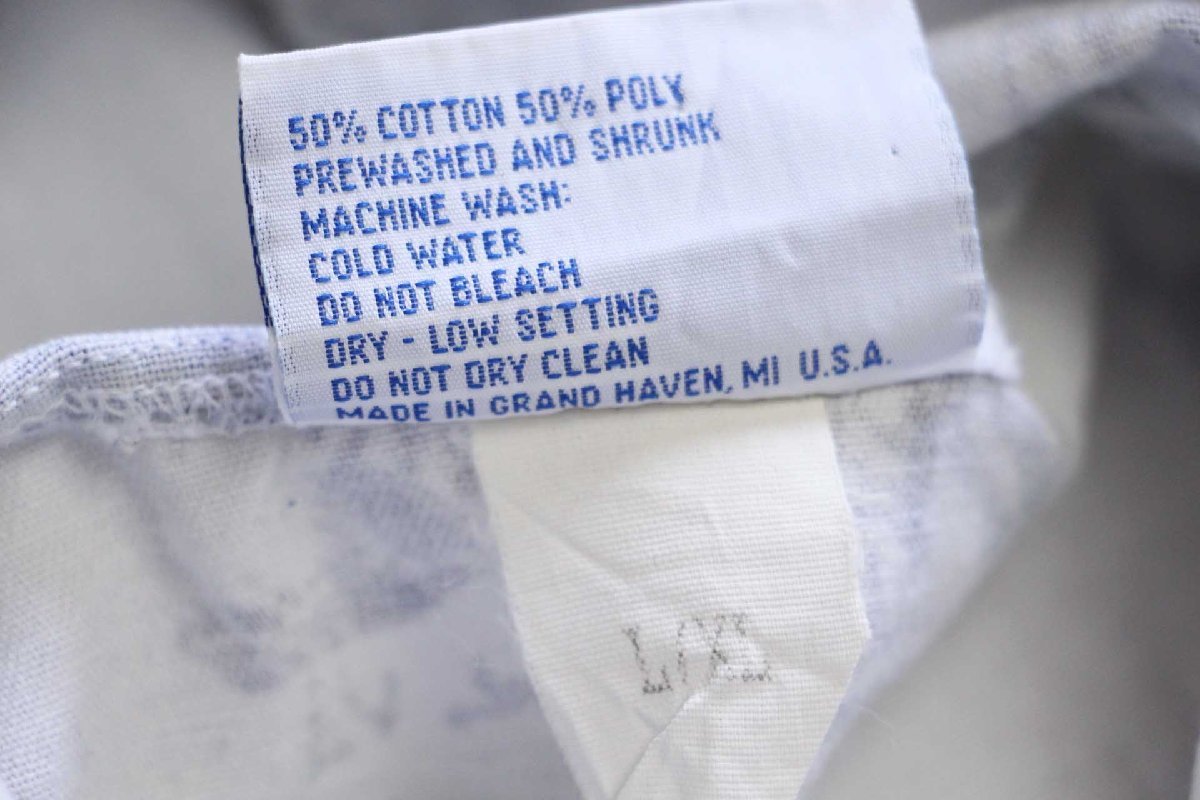 50% COTTON 50% POLY
PREWASHED AND SHRUNK
MACHINE WASH:
COLD WATER
DO NOT BLEACH
DRY - LOW SETTING
DO NOT DRY CLEAN
MADE IN GRAND HAVEN, MI U.S.A.
L/XL